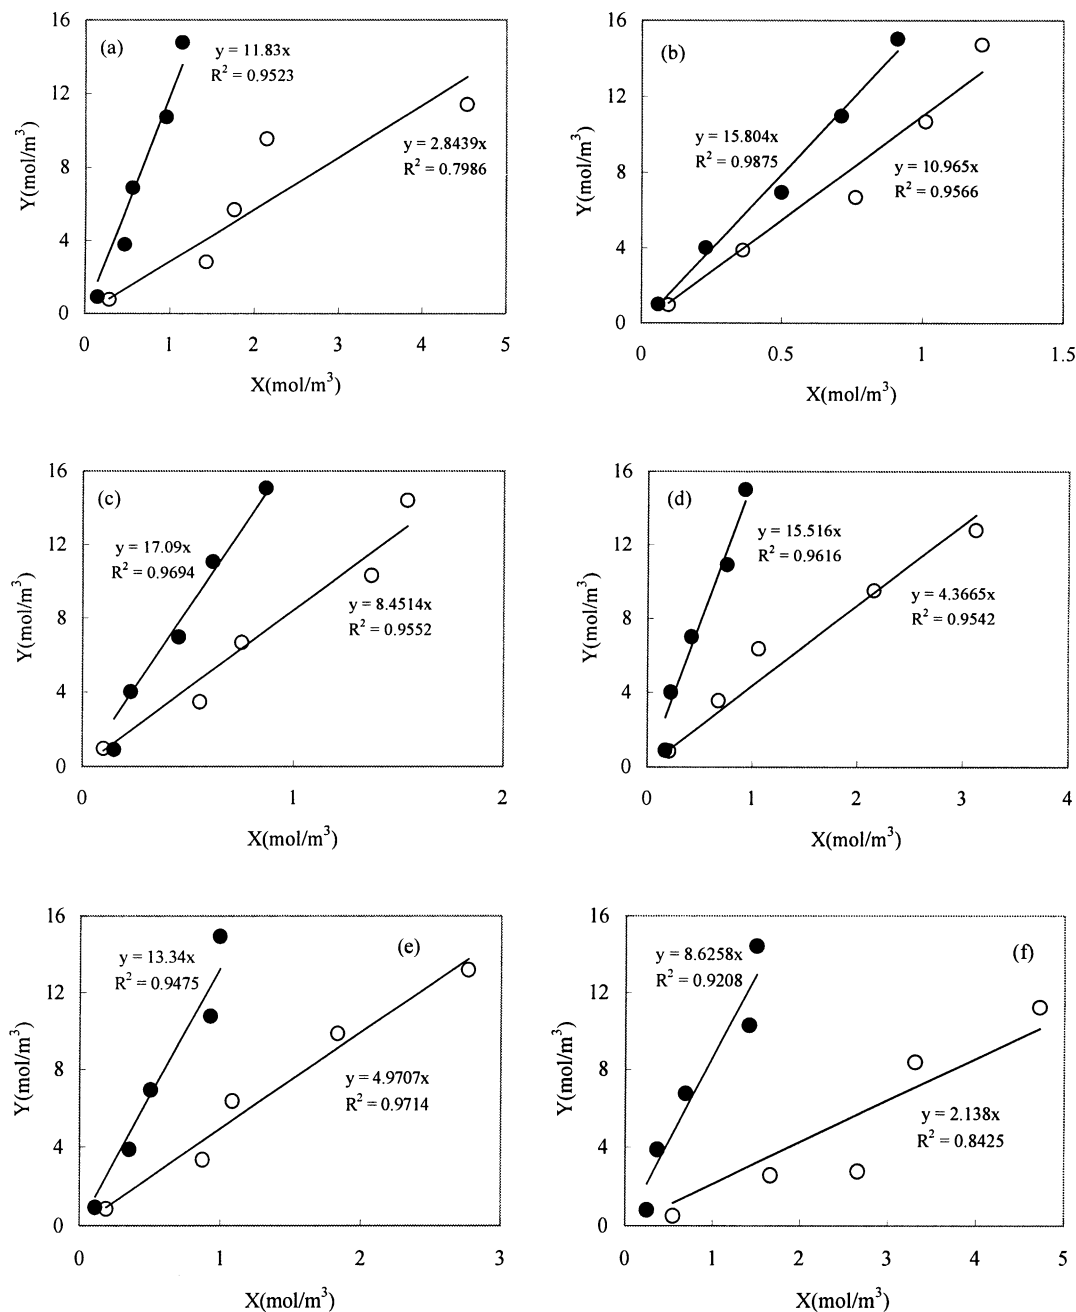 (a)
y = 11.83x
R² = 0.9523
y = 2.8439x
R² = 0.7986
16
12
8
4
0
Y(mol/m³)
0 1 2 3 4 5
X(mol/m³)
(b)
y = 15.804x
R² = 0.9875
y = 10.965x
R² = 0.9566
16
12
8
4
0
Y(mol/m³)
0 0.5 1 1.5
X(mol/m³)
(c)
y = 17.09x
R² = 0.9694
y = 8.4514x
R² = 0.9552
16
12
8
4
0
Y(mol/m³)
0 1 2
X(mol/m³)
(d)
y = 15.516x
R² = 0.9616
y = 4.3665x
R² = 0.9542
16
12
8
4
0
Y(mol/m³)
0 1 2 3 4
X(mol/m³)
(e)
y = 13.34x
R² = 0.9475
y = 4.9707x
R² = 0.9714
16
12
8
4
0
Y(mol/m³)
0 1 2 3
X(mol/m³)
(f)
y = 8.6258x
R² = 0.9208
y = 2.138x
R² = 0.8425
16
12
8
4
0
Y(mol/m³)
0 1 2 3 4 5
X(mol/m³)